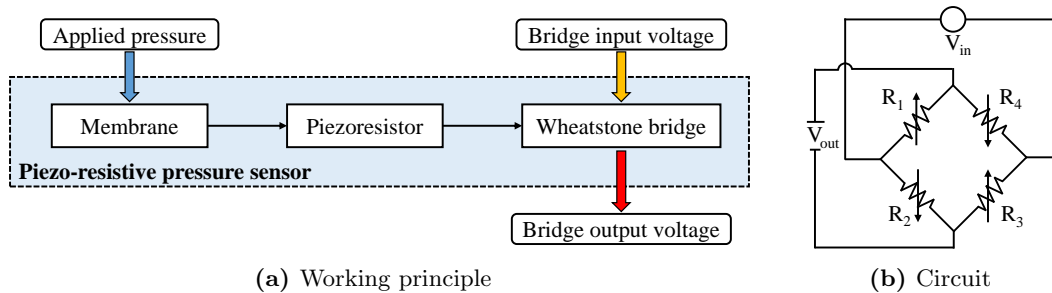 Applied pressure
Bridge input voltage
Membrane
Piezoresistor
Wheatstone bridge
Piezo-resistive pressure sensor
Bridge output voltage
(a) Working principle
V_in
V_out
R_1
R_4
R_2
R_3
(b) Circuit